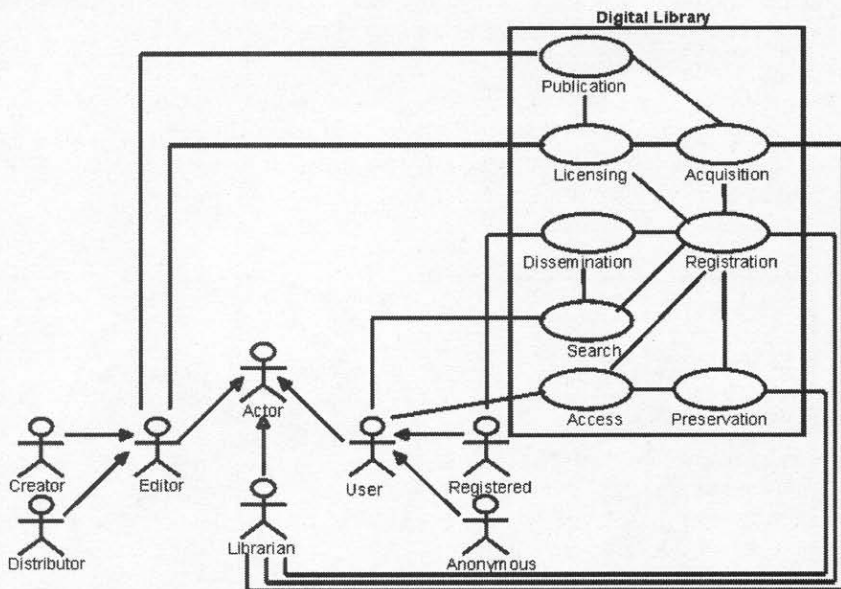 Digital Library
Publication
Licensing
Acquisition
Dissemination
Registration
Search
Actor
Access
Preservation
Creator
Editor
User
Registered
Distributor
Librarian
Anonymous